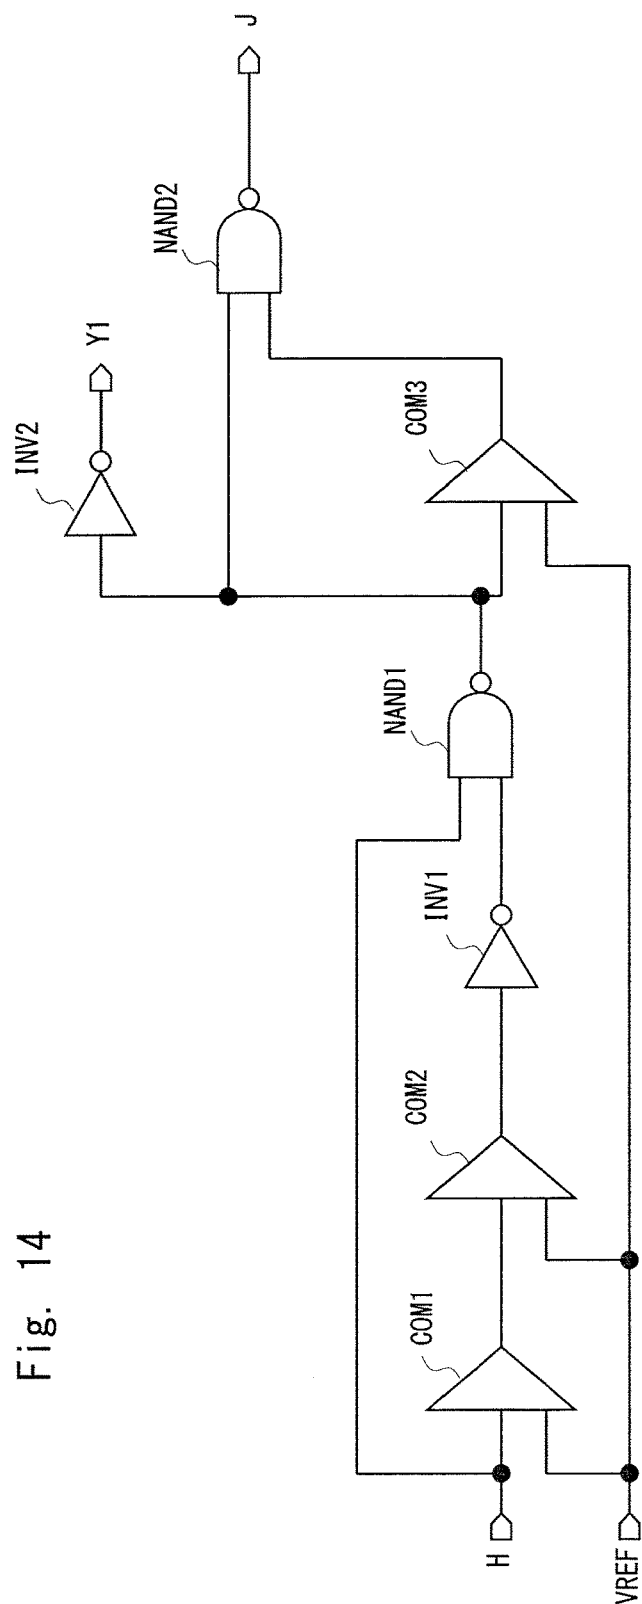 Fig. 14
H
VREF
COM1
COM2
INV1
NAND1
COM3
INV2
Y1
NAND2
J